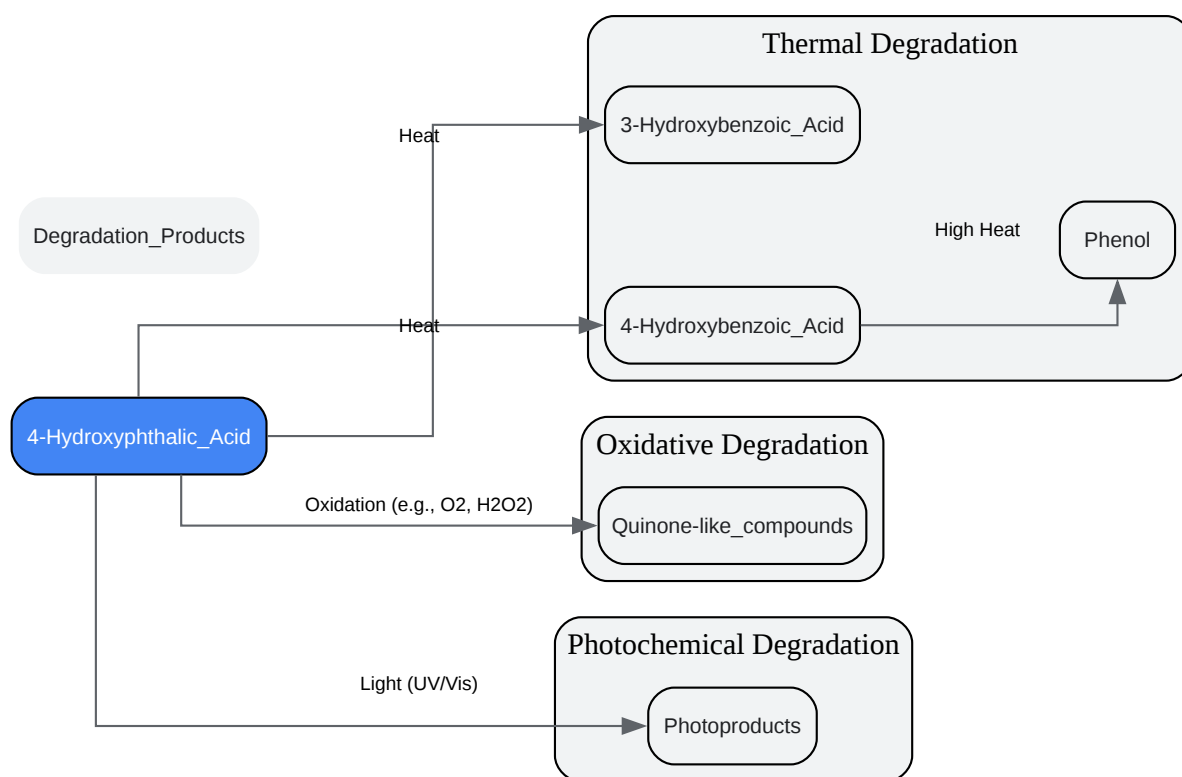 Thermal Degradation
3-Hydroxybenzoic_Acid
Heat
Degradation_Products
High Heat
Phenol
Heat
4-Hydroxybenzoic_Acid
4-Hydroxyphthalic_Acid
Oxidative Degradation
Oxidation (e.g., O2, H2O2)
Quinone-like_compounds
Photochemical Degradation
Light (UV/Vis)
Photoproducts